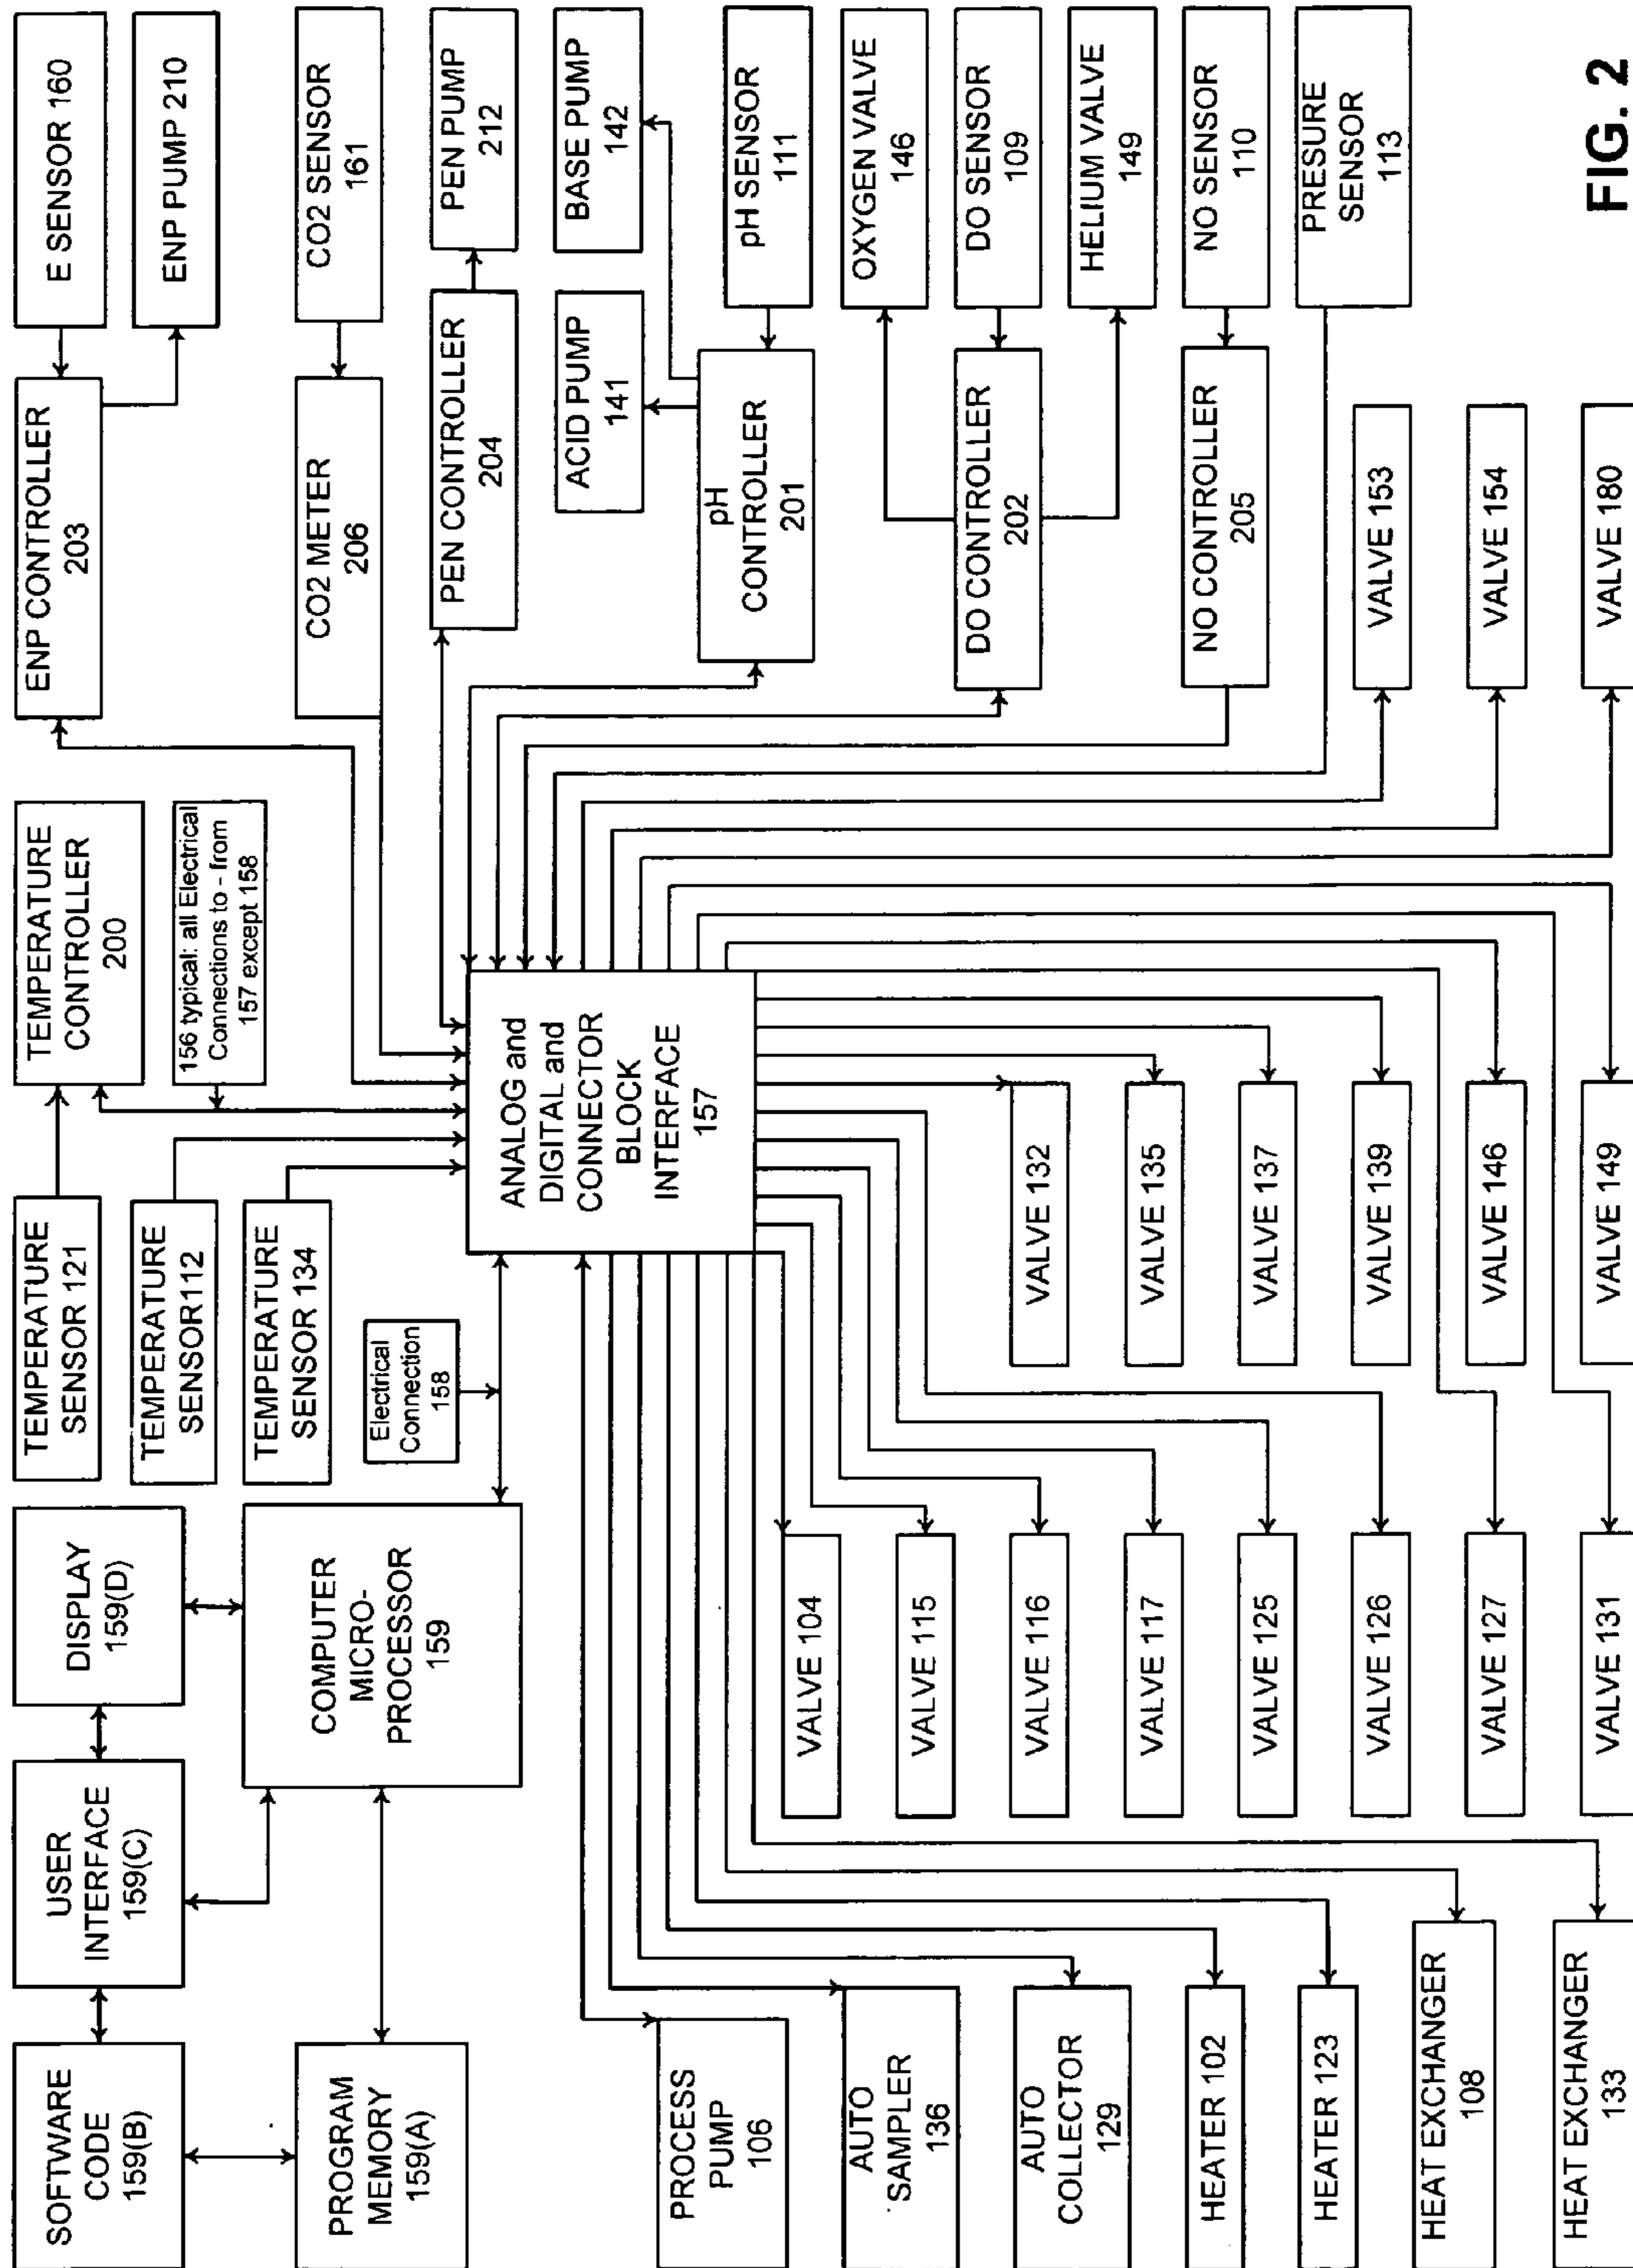 SOFTWARE
CODE
159(B)
USER
INTERFACE
159(C)
DISPLAY
159(D)
PROGRAM
MEMORY
159(A)
COMPUTER
MICRO-
PROCESSOR
159
TEMPERATURE
SENSOR 121
TEMPERATURE
SENSOR112
TEMPERATURE
SENSOR 134
Electrical
Connection
158
TEMPERATURE
CONTROLLER
200
156 typical: all Electrical
Connections to - from
157 except 158
ENP CONTROLLER
203
E SENSOR 160
ENP PUMP 210
CO2 METER
206
CO2 SENSOR
161
PEN CONTROLLER
204
PEN PUMP
212
ACID PUMP
141
BASE PUMP
142
pH
CONTROLLER
201
pH SENSOR
111
OXYGEN VALVE
146
DO CONTROLLER
202
DO SENSOR
109
HELIUM VALVE
149
NO CONTROLLER
205
NO SENSOR
110
PRESURE
SENSOR
113
ANALOG and
DIGITAL and
CONNECTOR
BLOCK
INTERFACE
157
PROCESS
PUMP
106
AUTO
SAMPLER
136
AUTO
COLLECTOR
129
HEATER 102
HEATER 123
HEAT EXCHANGER
108
HEAT EXCHANGER
133
VALVE 104
VALVE 115
VALVE 116
VALVE 117
VALVE 125
VALVE 126
VALVE 127
VALVE 131
VALVE 132
VALVE 135
VALVE 137
VALVE 139
VALVE 146
VALVE 149
VALVE 153
VALVE 154
VALVE 180
FIG. 2